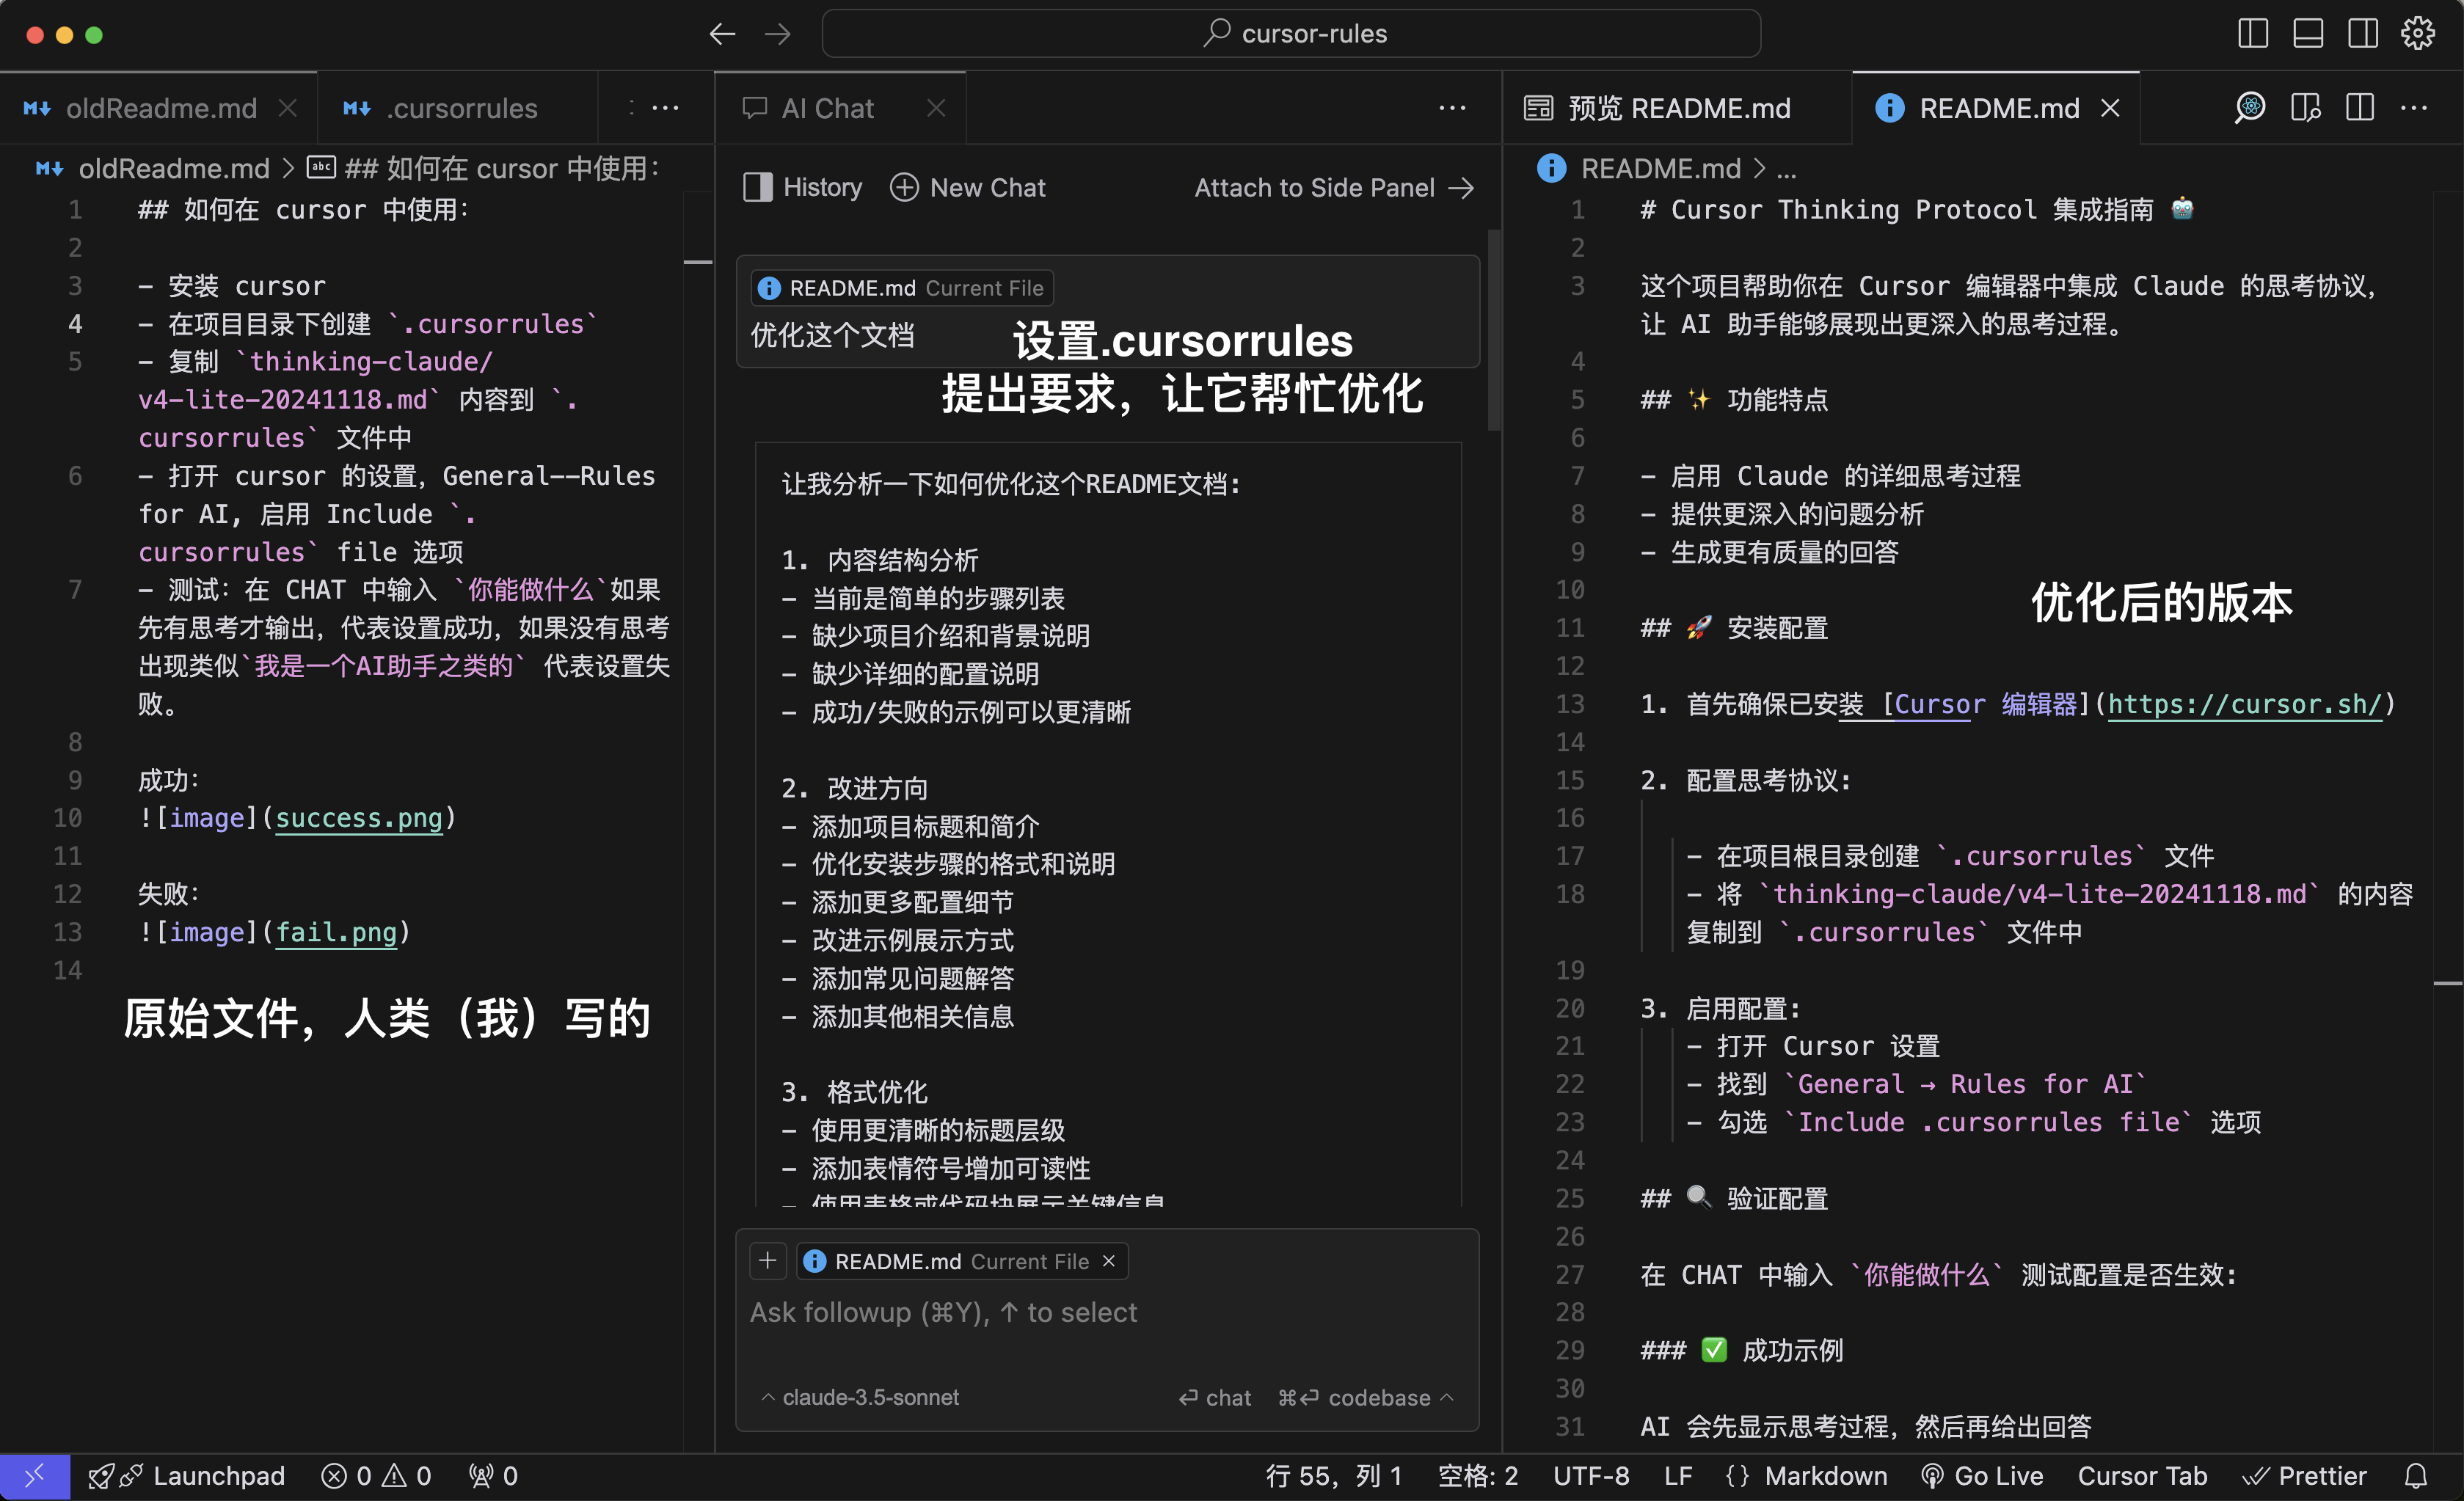 cursor-rules
oldReadme.md
.cursorrules
AI Chat
预览 README.md
README.md
oldReadme.md > ## 如何在 cursor 中使用：
1 ## 如何在 cursor 中使用：
2
3 - 安装 cursor
4 - 在项目目录下创建 `.cursorrules`
5 - 复制 `thinking-claude/
v4-lite-20241118.md` 内容到 `.
cursorrules` 文件中
6 - 打开 cursor 的设置，General--Rules
for AI, 启用 Include `.
cursorrules` file 选项
7 - 测试：在 CHAT 中输入 `你能做什么`如果
先有思考才输出，代表设置成功，如果没有思考
出现类似`我是一个AI助手之类的` 代表设置失
败。
8
9 成功：
10 ![image](success.png)
11
12 失败：
13 ![image](fail.png)
14
原始文件，人类（我）写的
History
New Chat
Attach to Side Panel →
README.md Current File
优化这个文档
设置.cursorrules
提出要求，让它帮忙优化
让我分析一下如何优化这个README文档：
1. 内容结构分析
- 当前是简单的步骤列表
- 缺少项目介绍和背景说明
- 缺少详细的配置说明
- 成功/失败的示例可以更清晰
2. 改进方向
- 添加项目标题和简介
- 优化安装步骤的格式和说明
- 添加更多配置细节
- 改进示例展示方式
- 添加常见问题解答
- 添加其他相关信息
3. 格式优化
- 使用更清晰的标题层级
- 添加表情符号增加可读性
- 使用表格或代码块展示关键信息
README.md Current File
Ask followup (⌘Y), ↑ to select
claude-3.5-sonnet
⏎ chat
⌘⏎ codebase
README.md > ...
1 # Cursor Thinking Protocol 集成指南 🤖
2
3 这个项目帮助你在 Cursor 编辑器中集成 Claude 的思考协议，
让 AI 助手能够展现出更深入的思考过程。
4
5 ## ✨ 功能特点
6
7 - 启用 Claude 的详细思考过程
8 - 提供更深入的问题分析
9 - 生成更有质量的回答
10
优化后的版本
11 ## 🚀 安装配置
12
13 1. 首先确保已安装 [Cursor 编辑器](https://cursor.sh/)
14
15 2. 配置思考协议：
16
17 - 在项目根目录创建 `.cursorrules` 文件
18 - 将 `thinking-claude/v4-lite-20241118.md` 的内容
复制到 `.cursorrules` 文件中
19
20 3. 启用配置：
21 - 打开 Cursor 设置
22 - 找到 `General → Rules for AI`
23 - 勾选 `Include .cursorrules file` 选项
24
25 ## 🔍 验证配置
26
27 在 CHAT 中输入 `你能做什么` 测试配置是否生效：
28
29 ### ✅ 成功示例
30
31 AI 会先显示思考过程，然后再给出回答
Launchpad
0
0
0
行 55，列 1
空格: 2
UTF-8
LF
{} Markdown
Go Live
Cursor Tab
Prettier